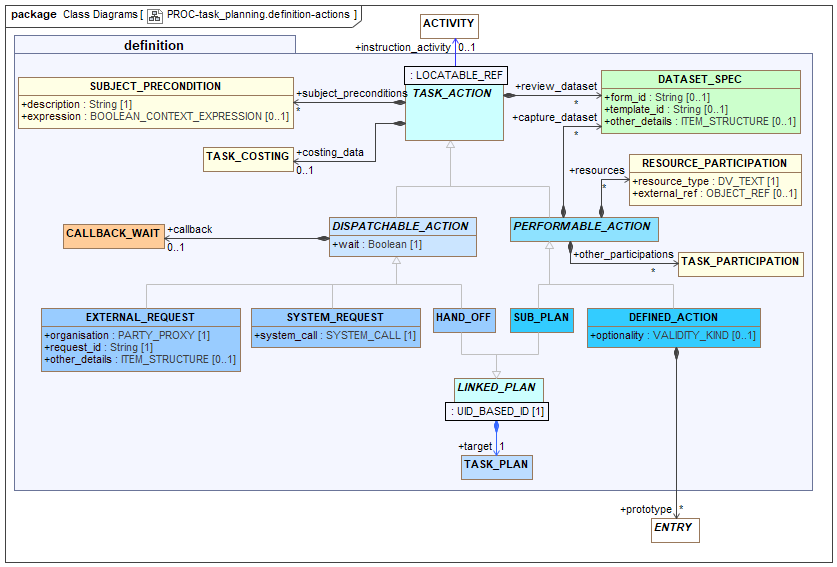 package Class Diagrams [ PROC-task_planning.definition-actions ]
ACTIVITY
definition
+instruction_activity 0..1
: LOCATABLE_REF
TASK_ACTION
SUBJECT_PRECONDITION
+description : String [1]
+expression : BOOLEAN_CONTEXT_EXPRESSION [0..1]
+subject_preconditions
*
+review_dataset
*
DATASET_SPEC
+form_id : String [0..1]
+template_id : String [0..1]
+other_details : ITEM_STRUCTURE [0..1]
+capture_dataset
*
TASK_COSTING
+costing_data
0..1
+resources
*
RESOURCE_PARTICIPATION
+resource_type : DV_TEXT [1]
+external_ref : OBJECT_REF [0..1]
CALLBACK_WAIT
+callback
0..1
DISPATCHABLE_ACTION
+wait : Boolean [1]
PERFORMABLE_ACTION
+other_participations
*
TASK_PARTICIPATION
EXTERNAL_REQUEST
+organisation : PARTY_PROXY [1]
+request_id : String [1]
+other_details : ITEM_STRUCTURE [0..1]
SYSTEM_REQUEST
+system_call : SYSTEM_CALL [1]
HAND_OFF
SUB_PLAN
DEFINED_ACTION
+optionality : VALIDITY_KIND [0..1]
LINKED_PLAN
: UID_BASED_ID [1]
+target 1
TASK_PLAN
+prototype *
ENTRY